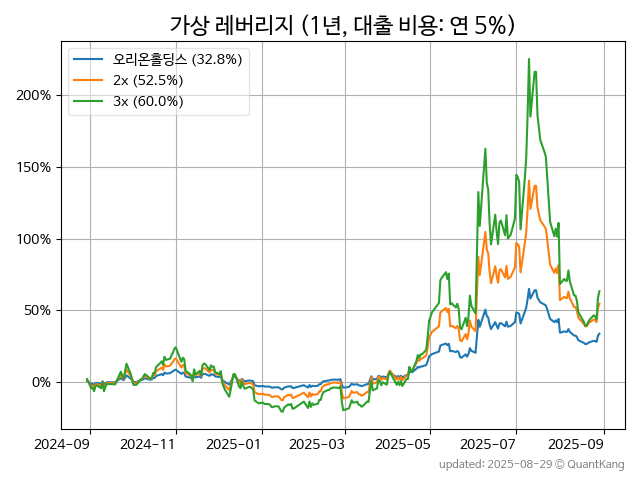 가상 레버리지 (1년, 대출 비용: 연 5%)
오리온홀딩스 (32.8%)
2x (52.5%)
3x (60.0%)
200%
150%
100%
50%
0%
2024-09 2024-11 2025-01 2025-03 2025-05 2025-07 2025-09
updated: 2025-08-29 © QuantKang